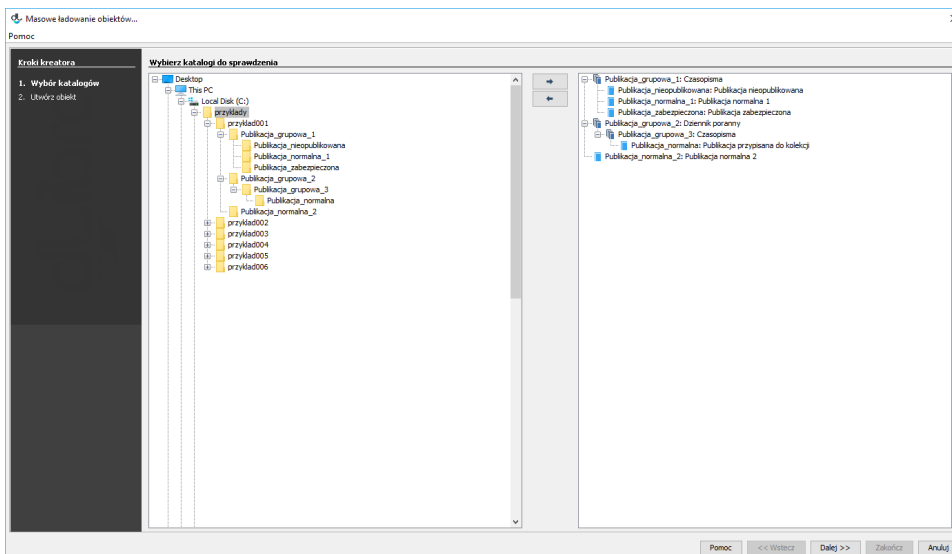 Masowe ładowanie obiektów...
Pomoc
Kroki kreatora
1. Wybór katalogów
2. Utwórz obiekt
Wybierz katalogi do sprawdzenia
Desktop
This PC
Local Disk (C:)
przyklady
przyklad001
Publikacja_grupowa_1
Publikacja_nieopublikowana
Publikacja_normalna_1
Publikacja_zabezpieczona
Publikacja_grupowa_2
Publikacja_grupowa_3
Publikacja_normalna
Publikacja_normalna_2
przyklad002
przyklad003
przyklad004
przyklad005
przyklad006
Publikacja_grupowa_1: Czasopisma
Publikacja_nieopublikowana: Publikacja nieopublikowana
Publikacja_normalna_1: Publikacja normalna 1
Publikacja_zabezpieczona: Publikacja zabezpieczona
Publikacja_grupowa_2: Dziennik poranny
Publikacja_grupowa_3: Czasopisma
Publikacja_normalna: Publikacja przypisana do kolekcji
Publikacja_normalna_2: Publikacja normalna 2
Pomoc
<< Wstecz
Dalej >>
Zakończ
Anuluj